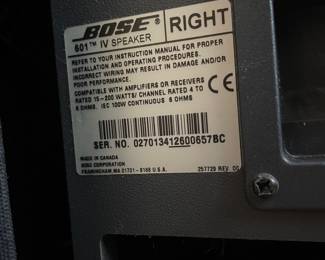 BOSE® RIGHT
601™ IV SPEAKER
REFER TO YOUR INSTRUCTION MANUAL FOR PROPER
INSTALLATION AND OPERATING PROCEDURES.
INCORRECT WIRING MAY RESULT IN DAMAGE AND/OR
POOR PERFORMANCE.
COMPATIBLE WITH AMPLIFIERS OR RECEIVERS
RATED 15-200 WATTS/ CHANNEL RATED 4 TO
8 OHMS. IEC 100W CONTINUOUS 8 OHMS
CE
SER. NO. 027013412600657BC
MADE IN CANADA
BOSE CORPORATION
FRAMINGHAM MA 01701-9168 U.S.A.
257729 REV. 00